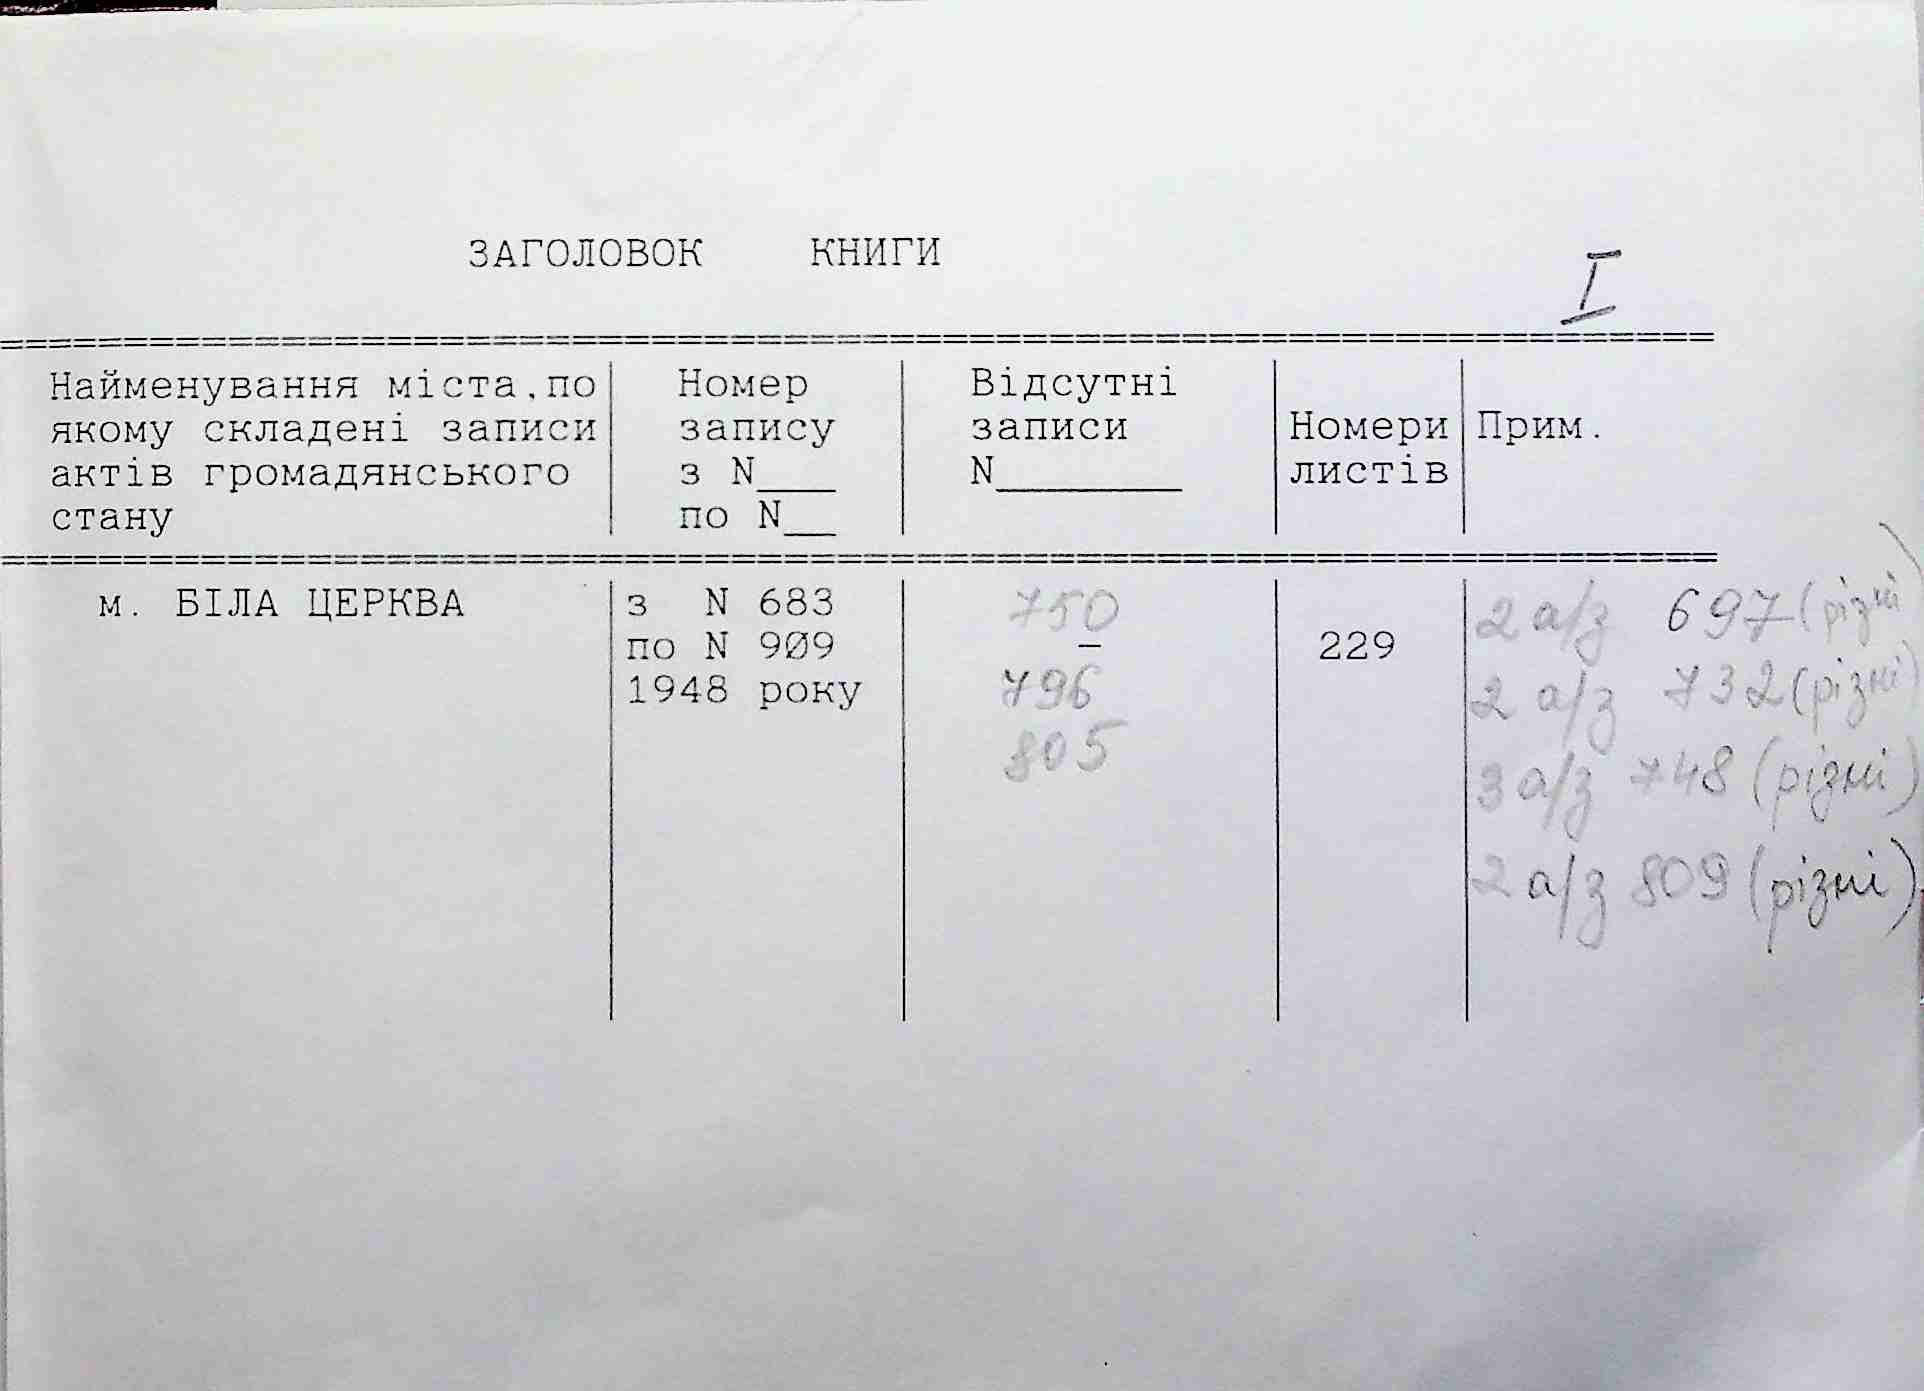 ЗАГОЛОВОК КНИГИ
I
Найменування міста,по
якому складені записи
актів громадянського
стану
Номер
запису
з N___
по N__
Відсутні
записи
N_______
Номери
листів
Прим.
м. БІЛА ЦЕРКВА
з N 683
по N 909
1948 року
750
–
796
805
229
2 а/з 697 (різні)
2 а/з 732 (різні)
3 а/з 748 (різні)
2 а/з 809 (різні)